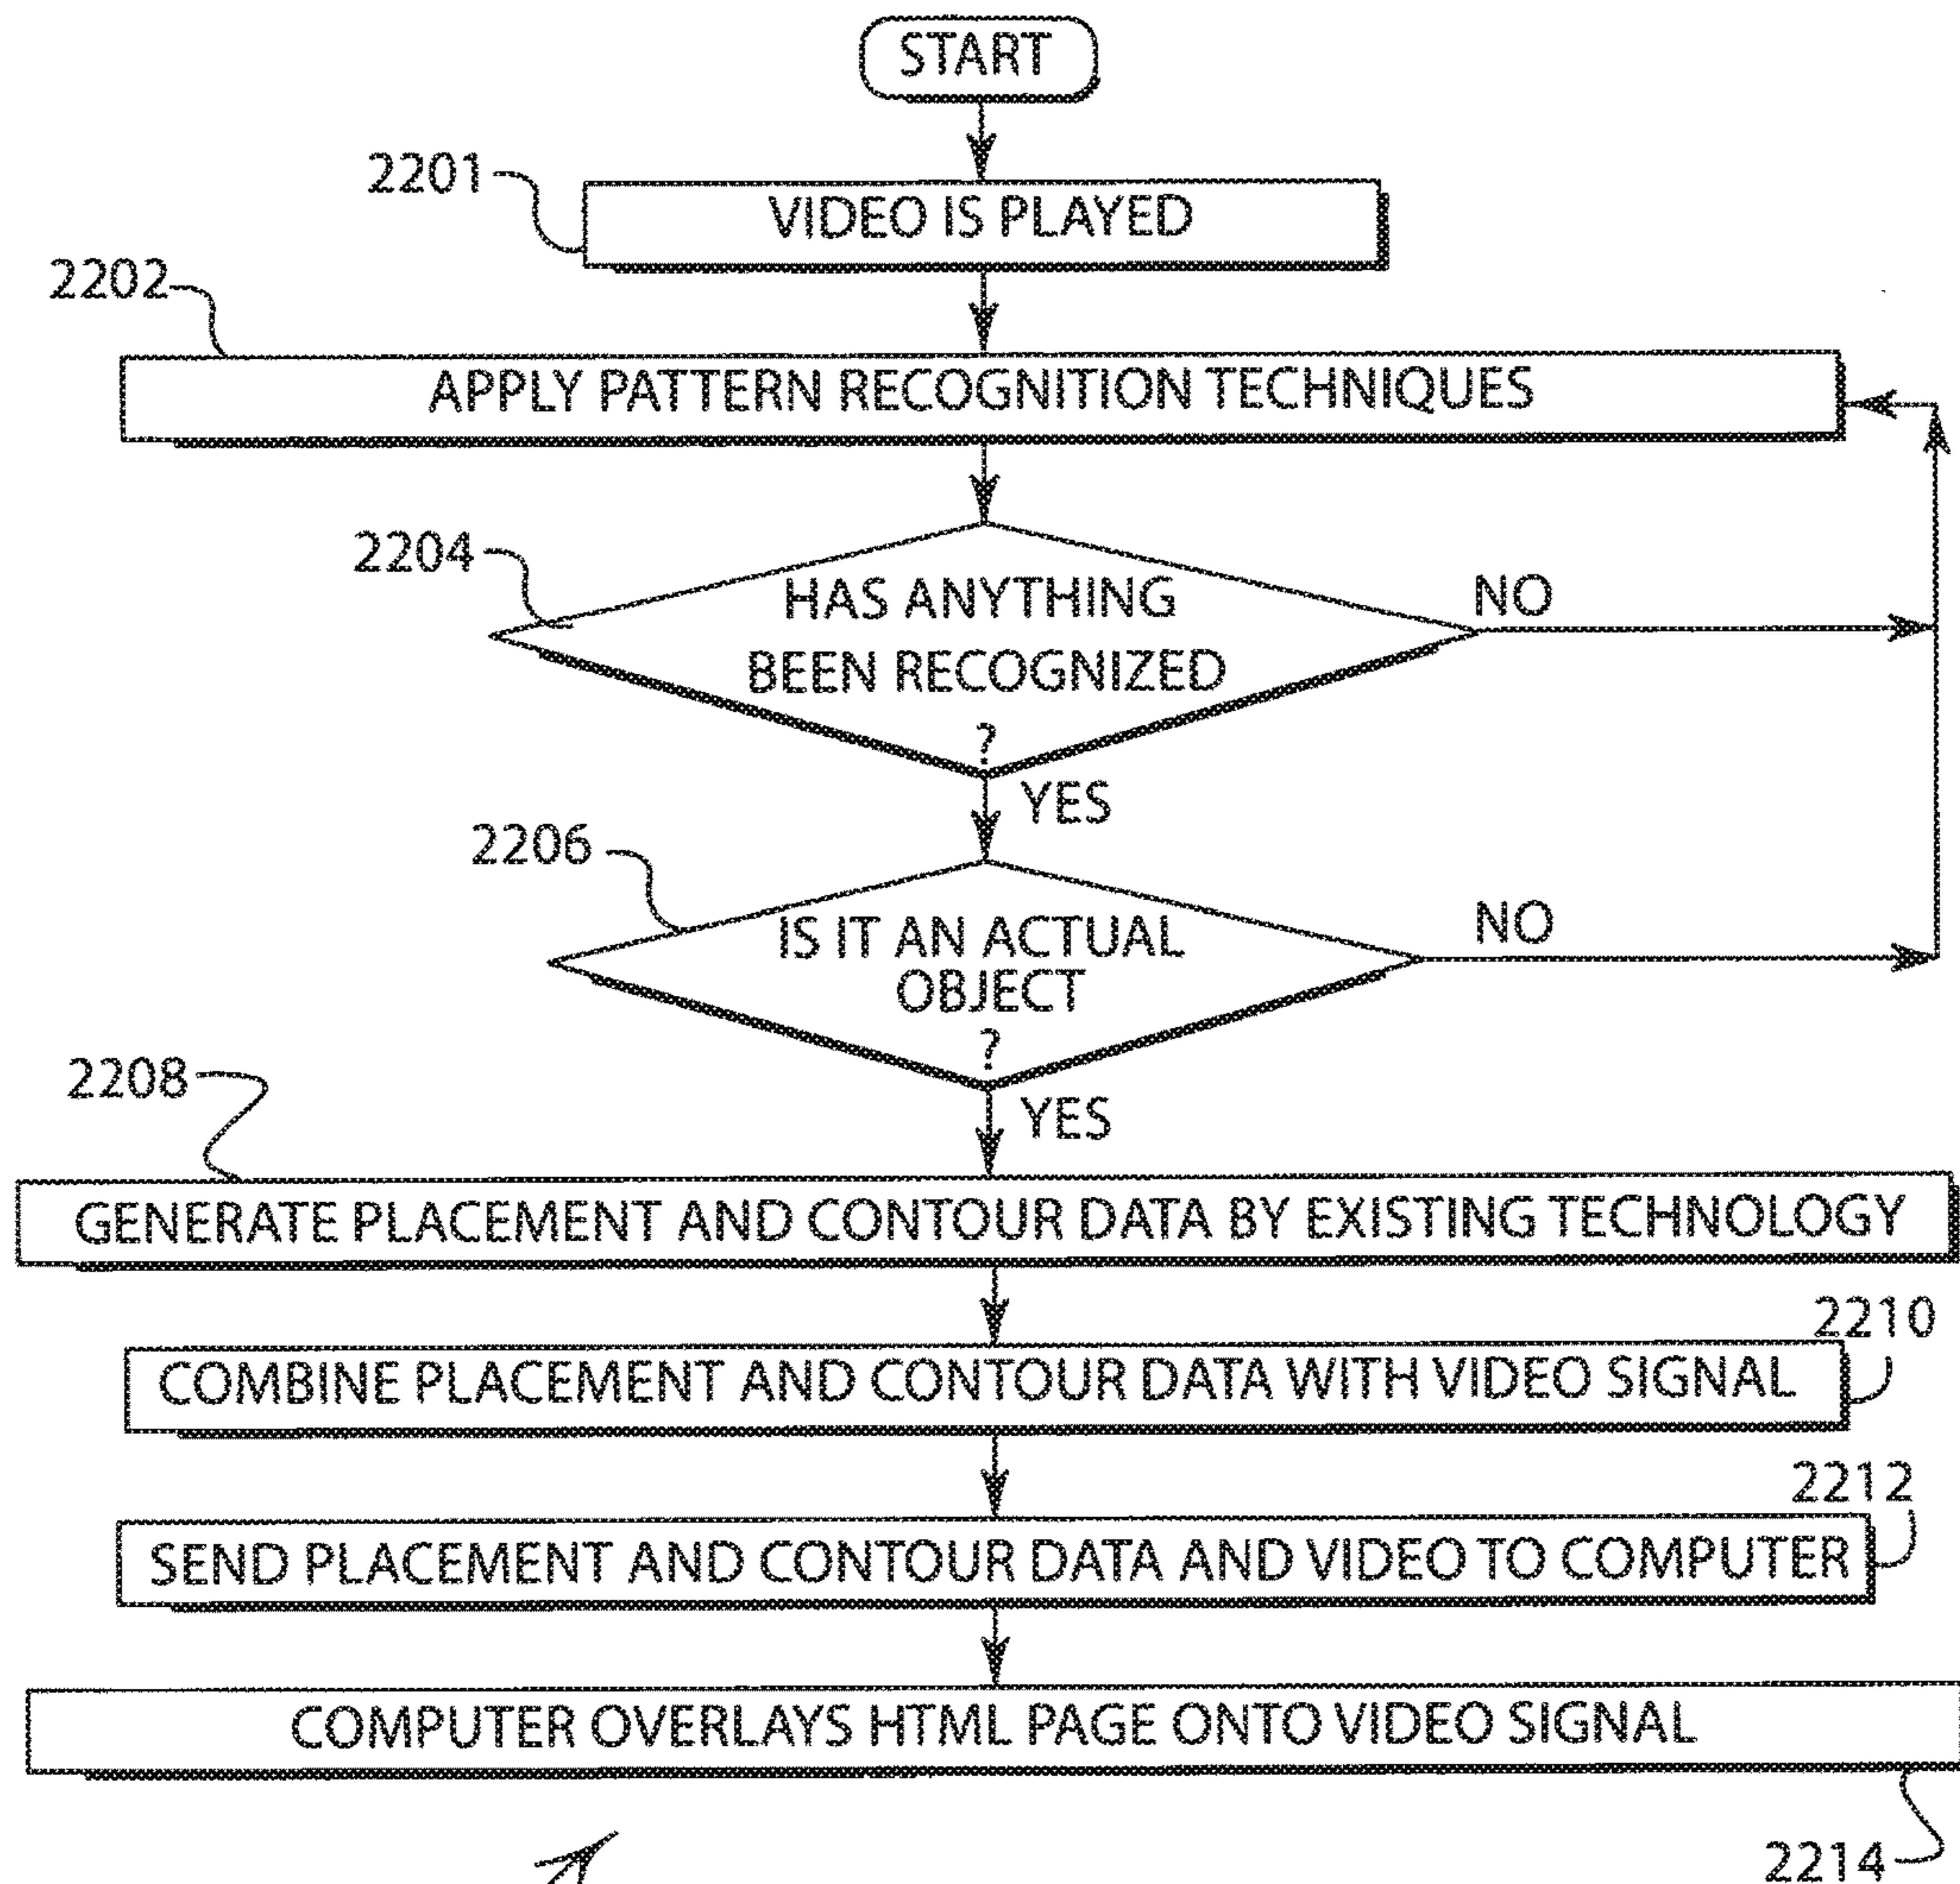 START
2201
VIDEO IS PLAYED
2202
APPLY PATTERN RECOGNITION TECHNIQUES
2204
HAS ANYTHING
BEEN RECOGNIZED
?
NO
YES
2206
IS IT AN ACTUAL
OBJECT
?
NO
YES
2208
GENERATE PLACEMENT AND CONTOUR DATA BY EXISTING TECHNOLOGY
2210
COMBINE PLACEMENT AND CONTOUR DATA WITH VIDEO SIGNAL
2212
SEND PLACEMENT AND CONTOUR DATA AND VIDEO TO COMPUTER
COMPUTER OVERLAYS HTML PAGE ONTO VIDEO SIGNAL
2214